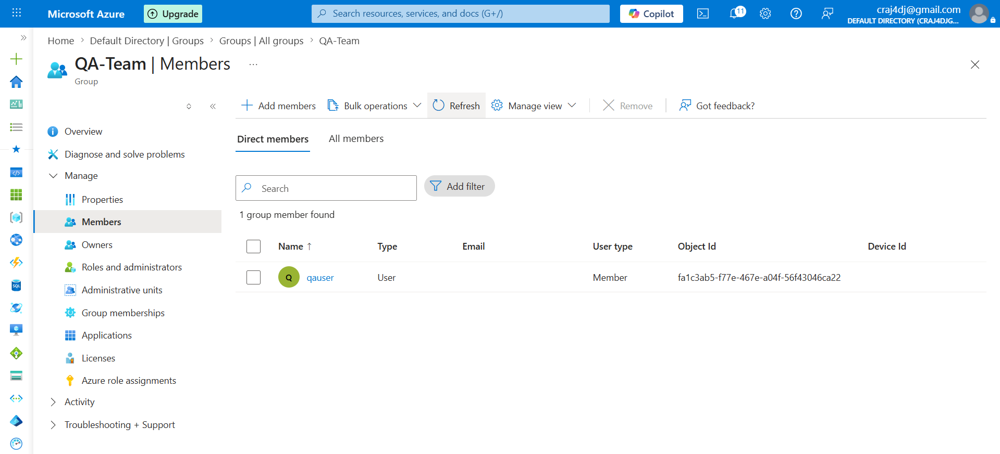 Microsoft Azure
Upgrade
Search resources, services, and docs (G+/)
Copilot
11
craj4dj@gmail.com
DEFAULT DIRECTORY (CRAJ4DJG...
Home > Default Directory | Groups > Groups | All groups > QA-Team
QA-Team | Members ...
Group
Add members
Bulk operations
Refresh
Manage view
Remove
Got feedback?
Overview
Diagnose and solve problems
Manage
Properties
Members
Owners
Roles and administrators
Administrative units
Group memberships
Applications
Licenses
Azure role assignments
Activity
Troubleshooting + Support
Direct members
All members
Search
Add filter
1 group member found
Name ↑ Type Email User type Object Id Device Id
Q qauser User Member fa1c3ab5-f77e-467e-a04f-56f43046ca22
SQL